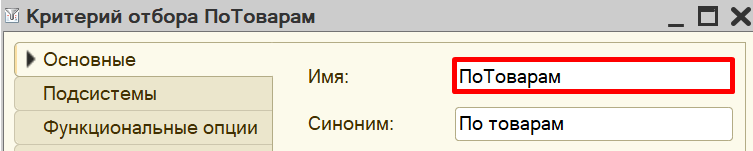 Критерий отбора ПоТоварам
Основные
Имя: ПоТоварам
Подсистемы
Синоним: По товарам
Функциональные опции